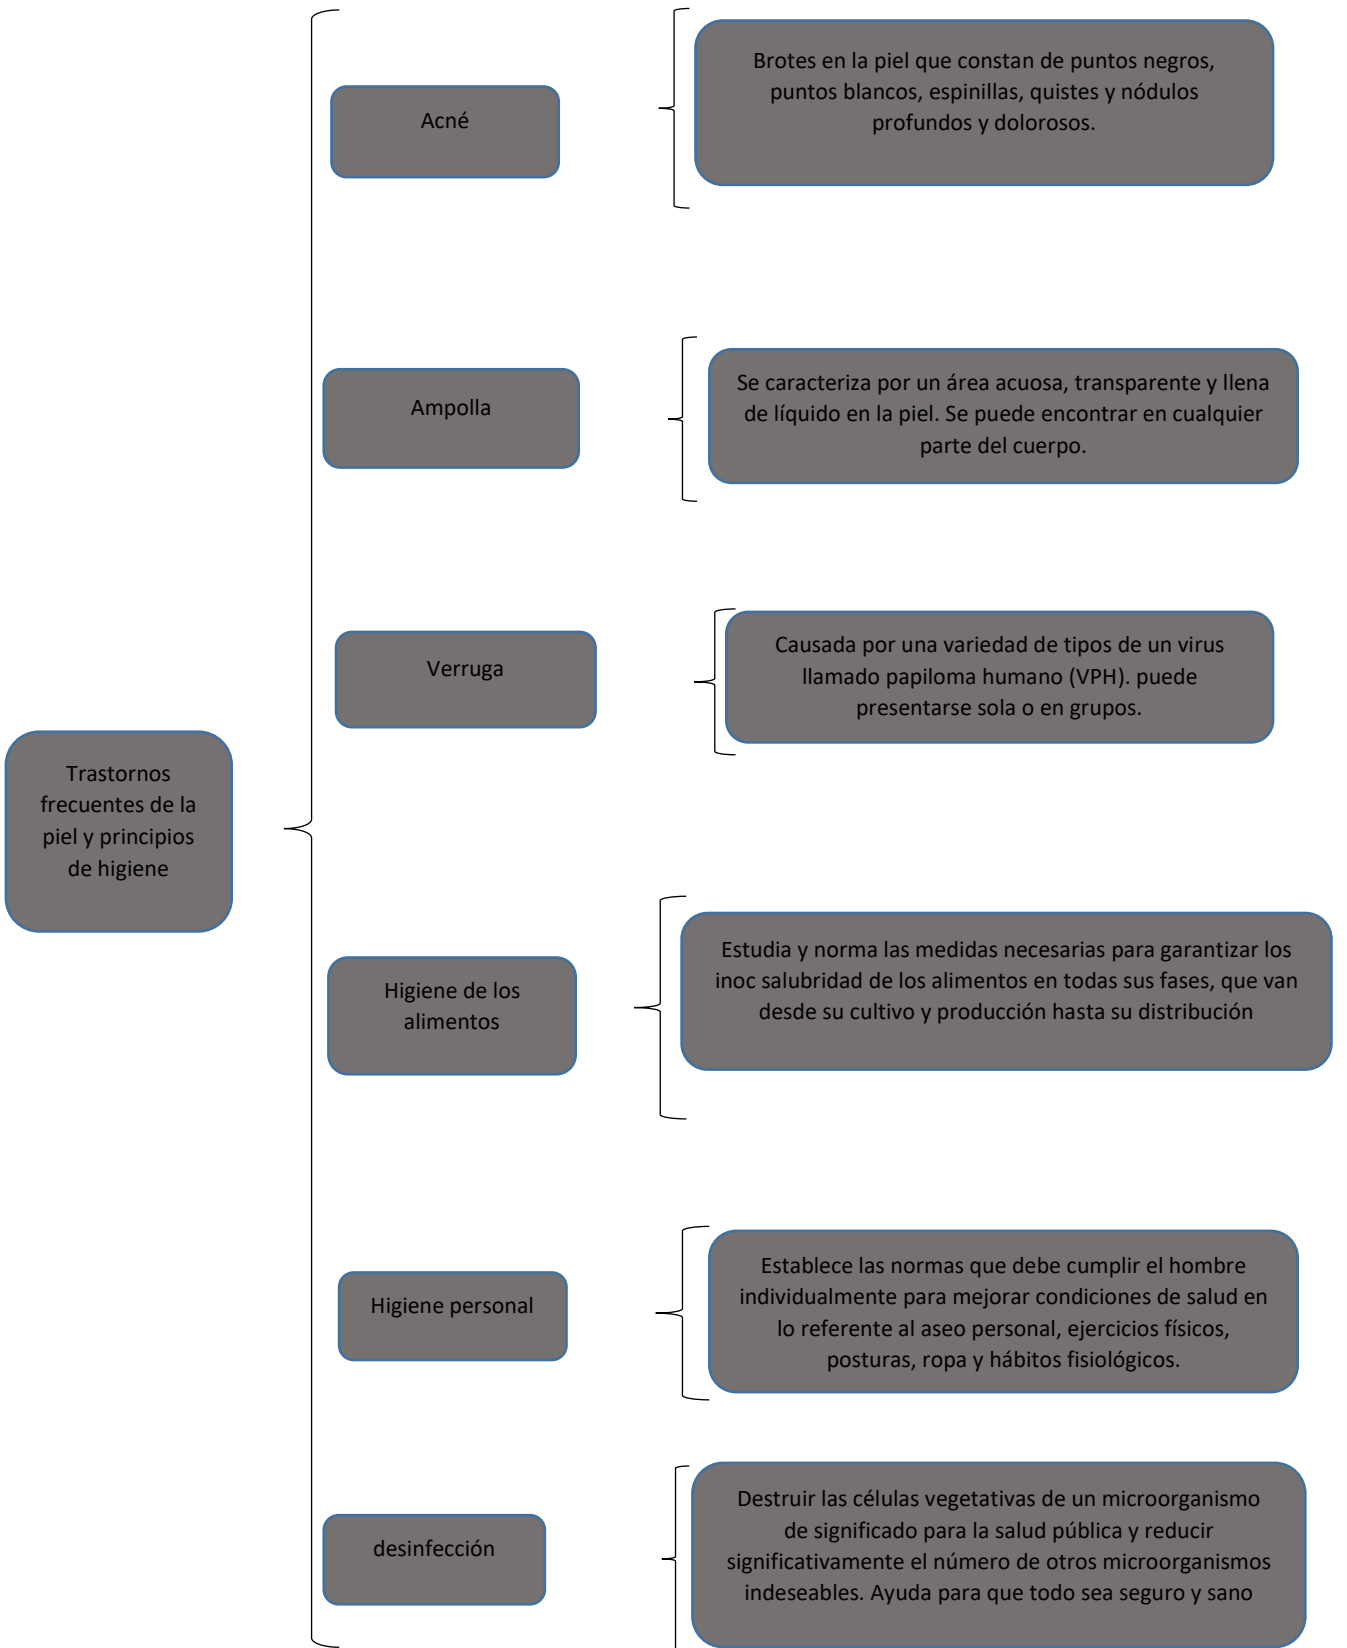 Trastornos
frecuentes de la
piel y principios
de higiene
Acné
Brotes en la piel que constan de puntos negros,
puntos blancos, espinillas, quistes y nódulos
profundos y dolorosos.
Ampolla
Se caracteriza por un área acuosa, transparente y llena
de líquido en la piel. Se puede encontrar en cualquier
parte del cuerpo.
Verruga
Causada por una variedad de tipos de un virus
llamado papiloma humano (VPH). puede
presentarse sola o en grupos.
Higiene de los
alimentos
Estudia y norma las medidas necesarias para garantizar los
inoc salubridad de los alimentos en todas sus fases, que van
desde su cultivo y producción hasta su distribución
Higiene personal
Establece las normas que debe cumplir el hombre
individualmente para mejorar condiciones de salud en
lo referente al aseo personal, ejercicios físicos,
posturas, ropa y hábitos fisiológicos.
desinfección
Destruir las células vegetativas de un microorganismo
de significado para la salud pública y reducir
significativamente el número de otros microorganismos
indeseables. Ayuda para que todo sea seguro y sano